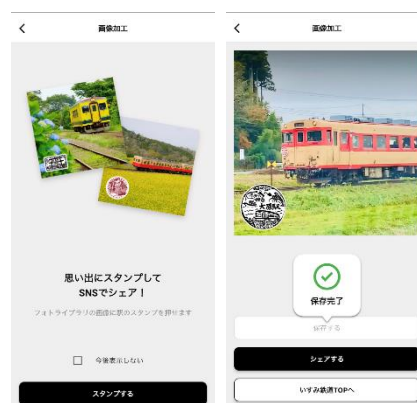 画像加工
思い出にスタンプして
SNSでシェア！
フォトライブラリの画像に駅のスタンプを押せます
今後表示しない
スタンプする
画像加工
大原駅
保存完了
保存する
シェアする
いすみ鉄道TOPへ